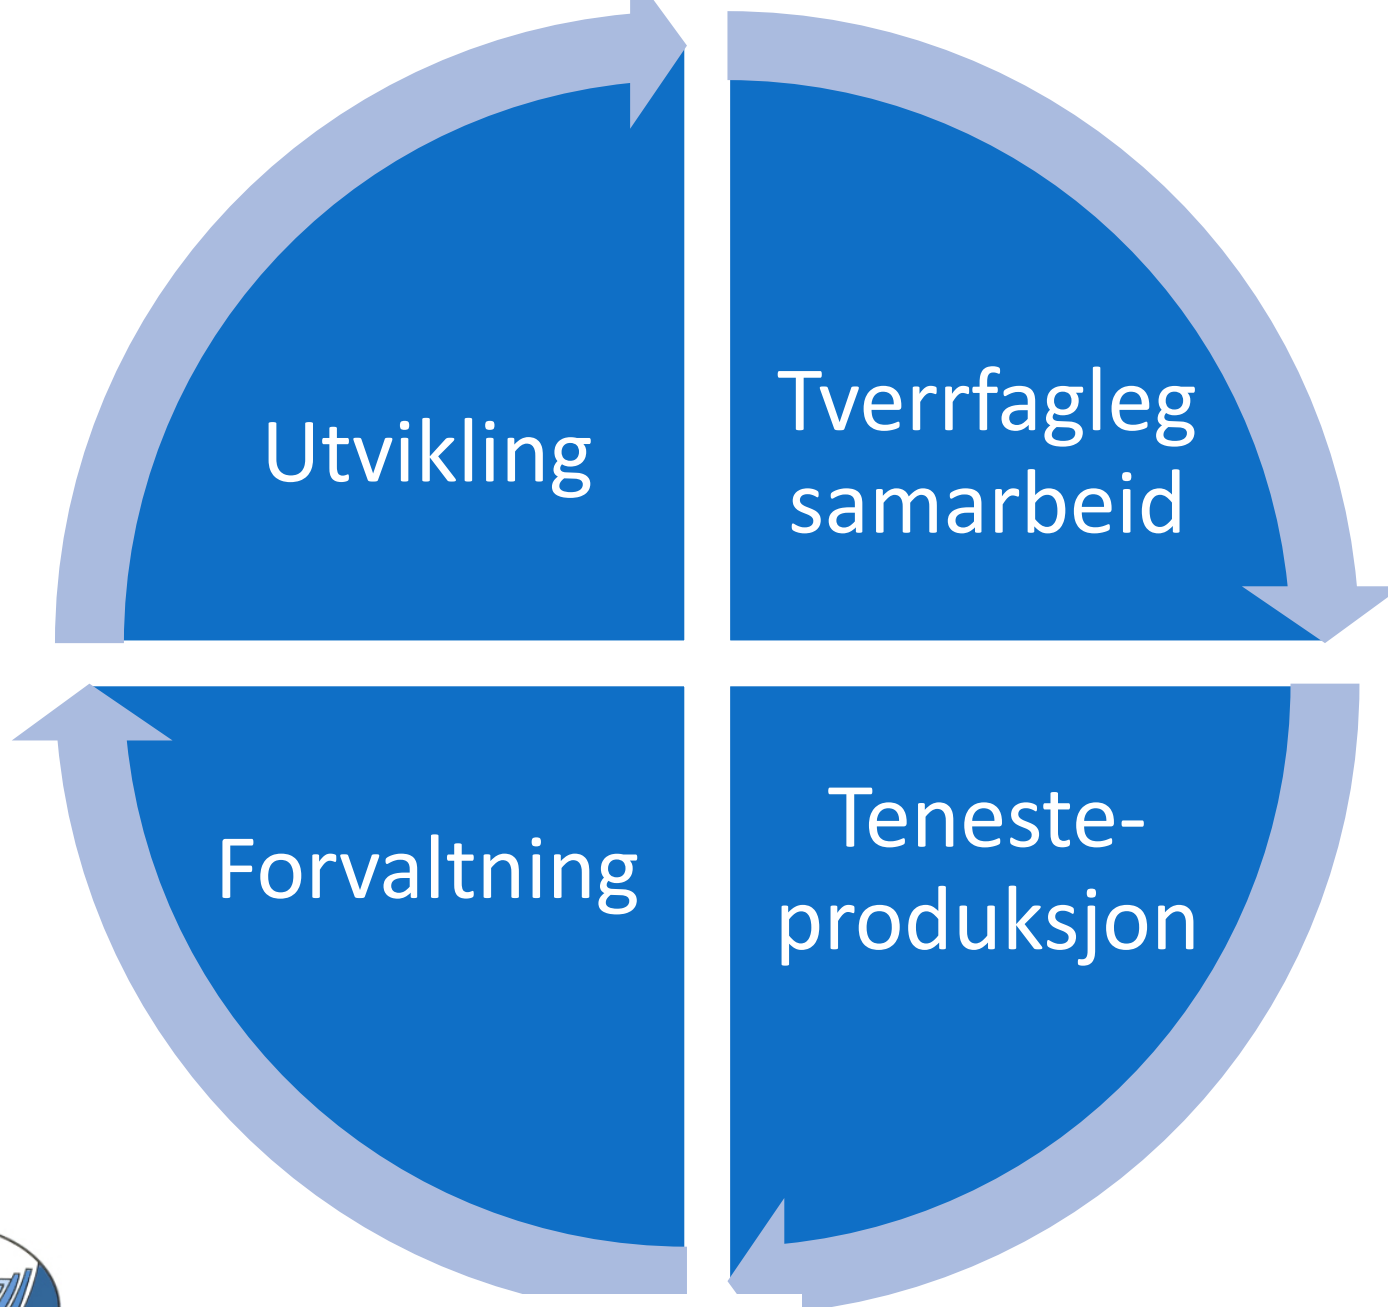 Utvikling
Tverrfagleg
samarbeid
Forvaltning
Teneste-
produksjon